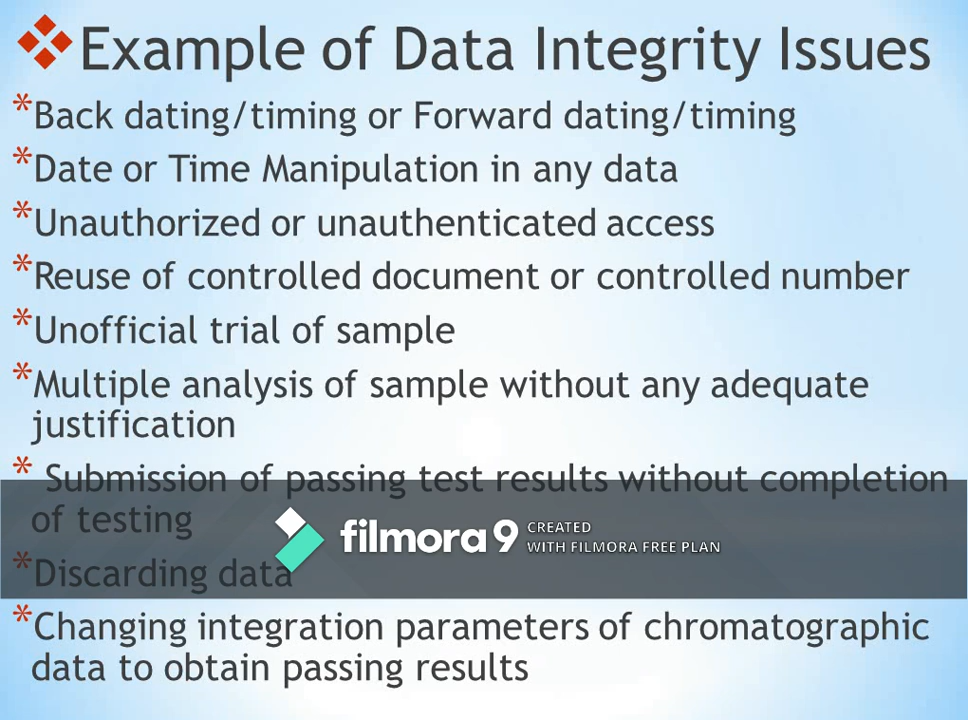 Example of Data Integrity Issues
*Back dating/timing or Forward dating/timing
*Date or Time Manipulation in any data
*Unauthorized or unauthenticated access
*Reuse of controlled document or controlled number
*Unofficial trial of sample
*Multiple analysis of sample without any adequate
justification
* Submission of passing test results without completion
of testing
filmora9 CREATED
WITH FILMORA FREE PLAN
*Discarding data
*Changing integration parameters of chromatographic
data to obtain passing results